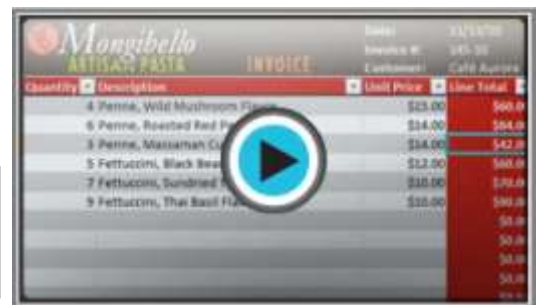 Mongibello
ARTISAN PASTA
INVOICE
Date:
Invoice #:
Customer: Café Aurora
Quantity Description Unit Price Line Total
4 Penne, Wild Mushroom $15.00 $60.0
6 Penne, Roasted Red $14.00 $84.0
3 Penne, Massaman $14.00 $42.0
5 Fettuccini, Black $12.00 $60.0
7 Fettuccini, Sundried $10.00 $70.0
9 Fettuccini, Thai Basil $10.00 $90.0
$0.0
$0.0
$0.0
$0.0